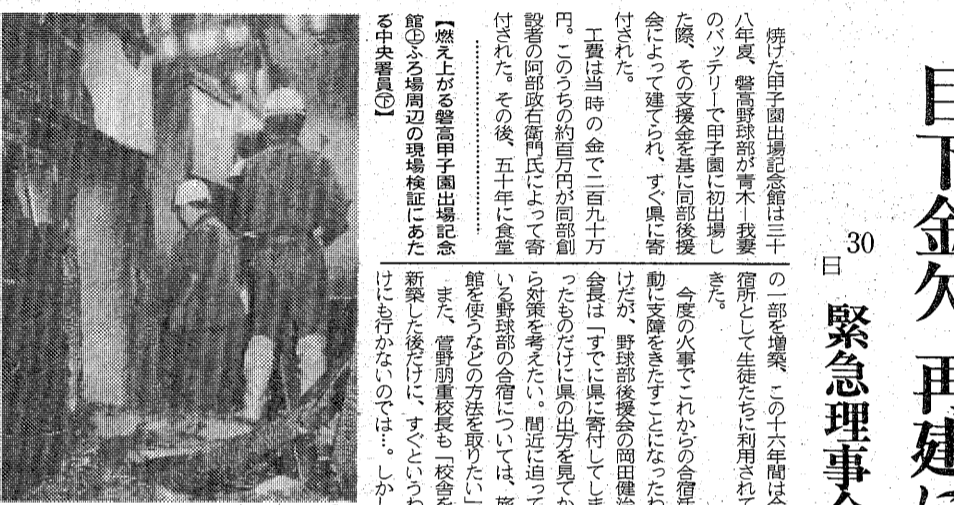 目下金欠 再建に
30日 緊急理事会
焼けた甲子園出場記念館は三十
八年夏、磐高野球部が青木―我妻
のバッテリーで甲子園に初出場し
た際、その支援金を基に同部後援
会によって建てられ、すぐ県に寄
付された。
工費は当時の金で二百九十万
円。このうちの約百万円が同部創
設者の阿部政右衛門氏によって寄
付された。その後、五十年に食堂
【燃え上がる磐高甲子園出場記念
館㊤ふろ場周辺の現場検証にあた
る中央署員㊦】
の一部を増築、この十六年間は合
宿所として生徒たちに利用されて
きた。
今度の火事でこれからの合宿活
動に支障をきたすことになったわ
けだが、野球部後援会の岡田健治
会長は「すでに県に寄付してしま
ったものだけに県の出方を見てか
ら対策を考えたい。間近に迫って
いる野球部の合宿については、旅
館を使うなどの方法を取りたい」
また、菅野朋重校長も「校舎を
新築した後だけに、すぐというわ
けにも行かないのでは…。しかし